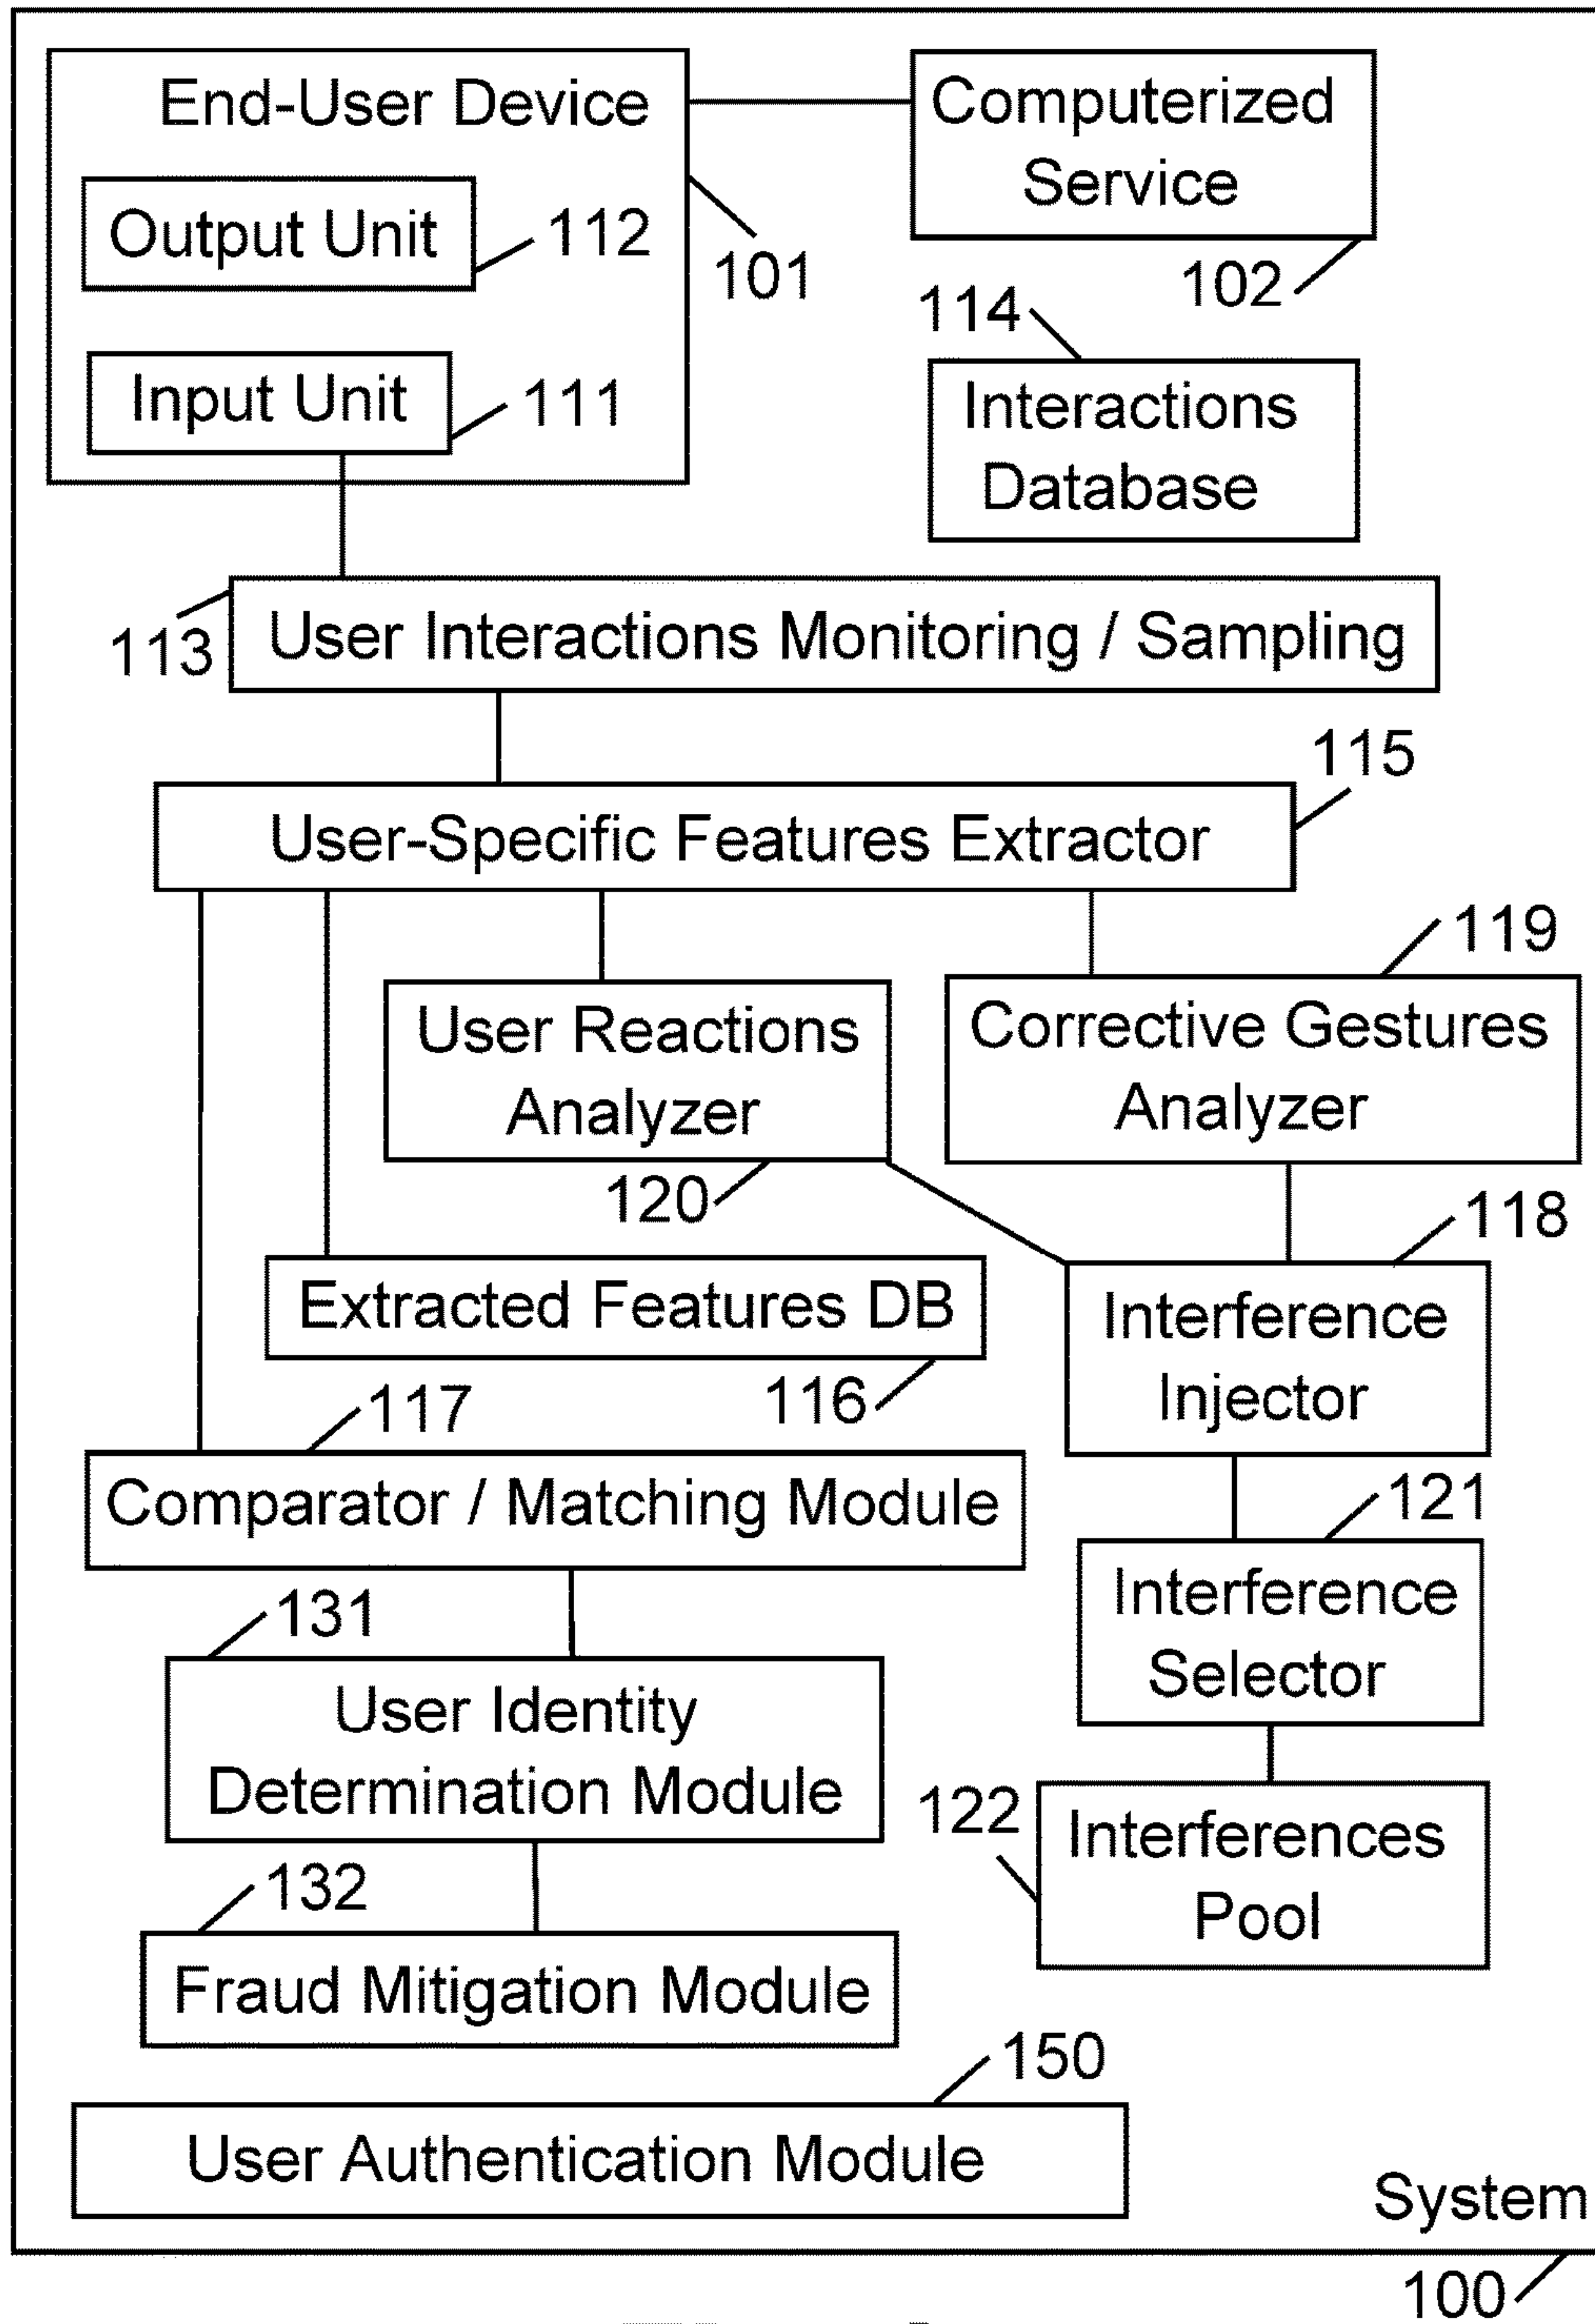 End-User Device
Computerized
Service
Output Unit
112
101
102
114
Input Unit
111
Interactions
Database
113
User Interactions Monitoring / Sampling
115
User-Specific Features Extractor
119
User Reactions
Analyzer
Corrective Gestures
Analyzer
120
118
Extracted Features DB
116
Interference
Injector
117
Comparator / Matching Module
121
131
Interference
Selector
User Identity
Determination Module
122
Interferences
Pool
132
Fraud Mitigation Module
150
User Authentication Module
System
100